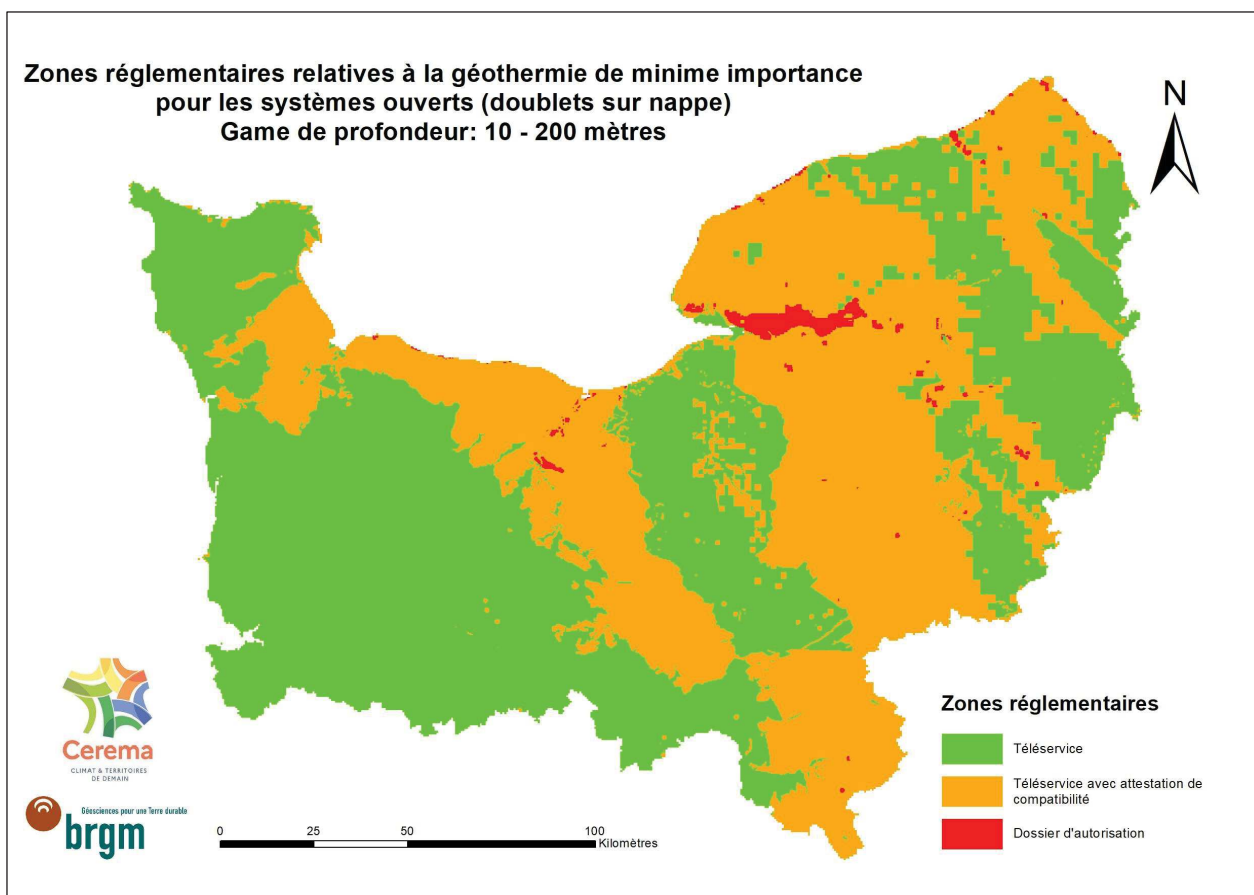 Zones réglementaires relatives à la géothermie de minime importance
pour les systèmes ouverts (doublets sur nappe)
Game de profondeur: 10 - 200 mètres
N
Cerema
CLIMAT & TERRITOIRES
DE DEMAIN
Géosciences pour une Terre durable
brgm
0 25 50 100
Kilomètres
Zones réglementaires
Téléservice
Téléservice avec attestation de
compatibilité
Dossier d'autorisation